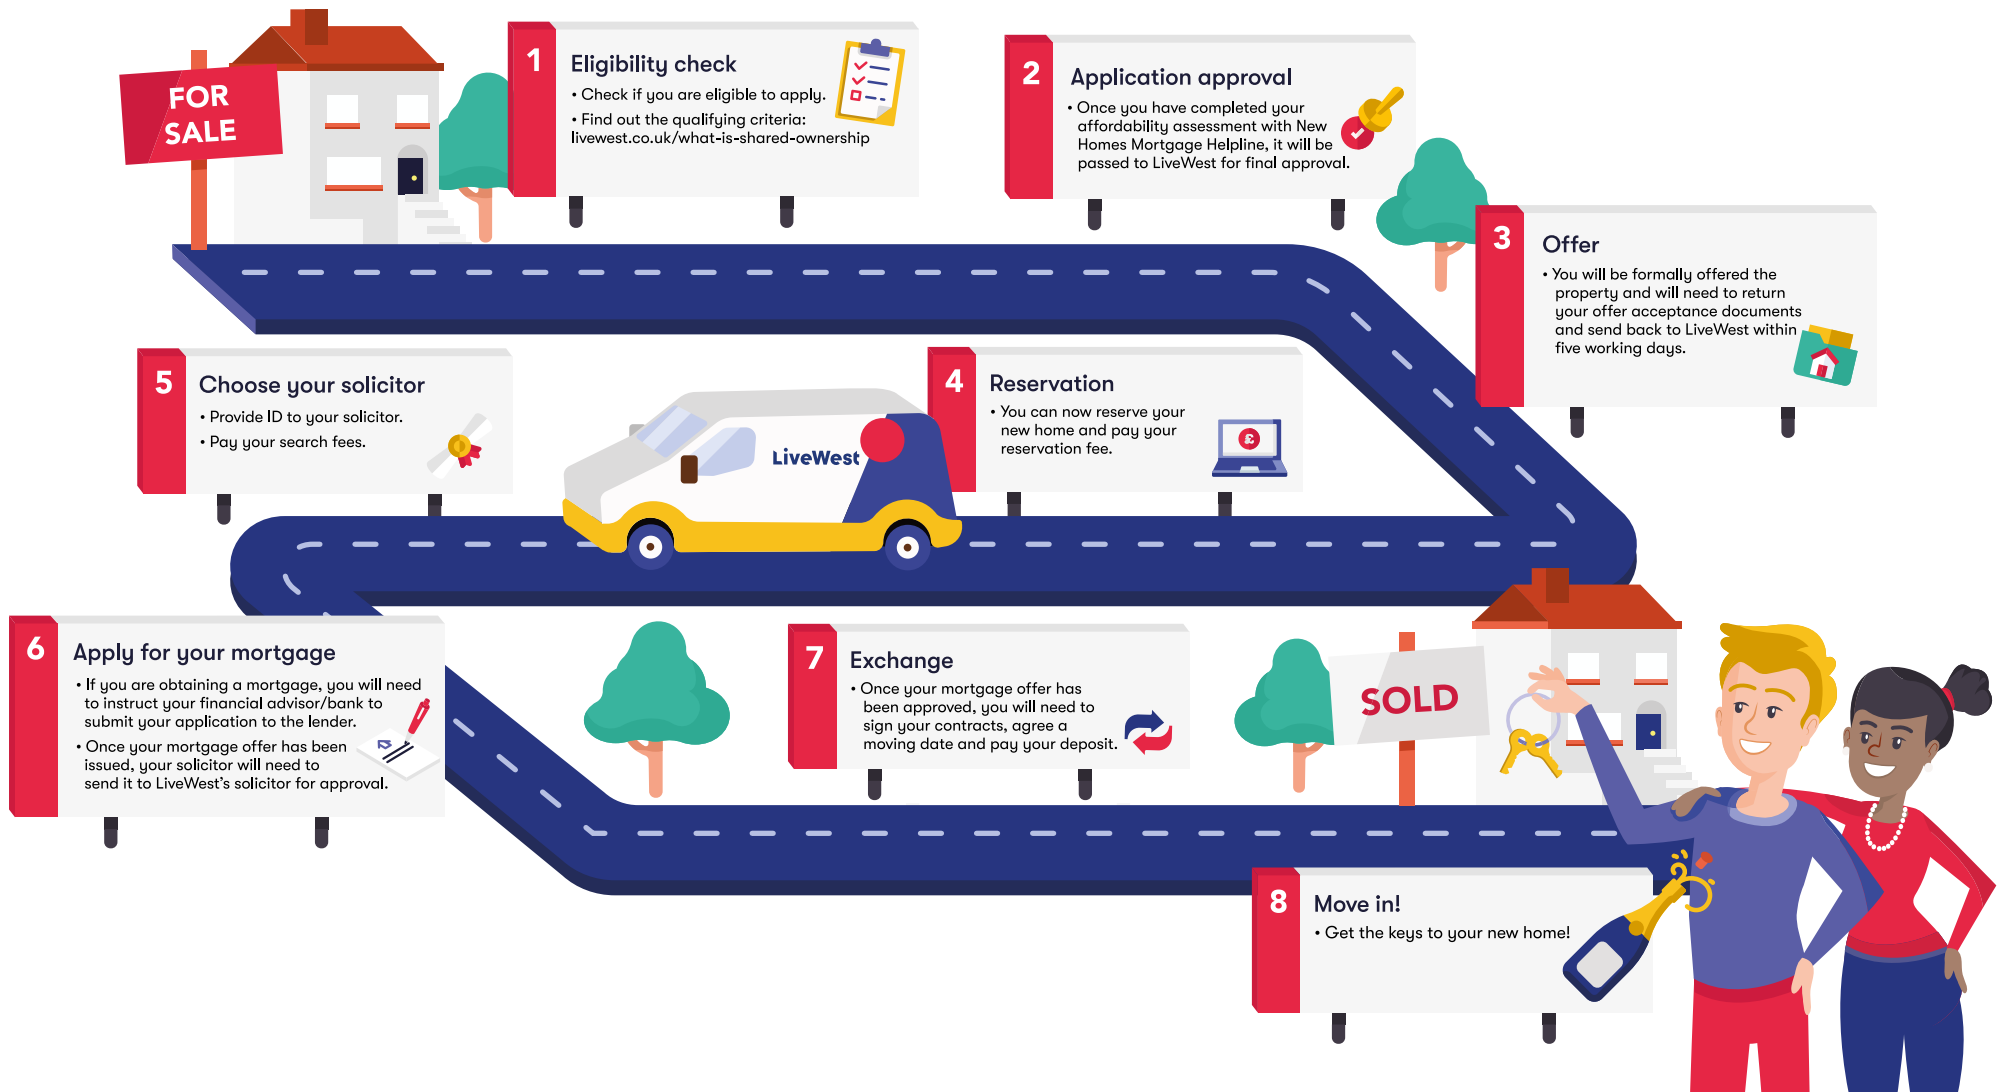 FOR
SALE
1
Eligibility check
• Check if you are eligible to apply.
• Find out the qualifying criteria:
livewest.co.uk/what-is-shared-ownership
2
Application approval
• Once you have completed your
affordability assessment with New
Homes Mortgage Helpline, it will be
passed to LiveWest for final approval.
3
Offer
• You will be formally offered the
property and will need to return
your offer acceptance documents
and send back to LiveWest within
five working days.
4
Reservation
• You can now reserve your
new home and pay your
reservation fee.
£
LiveWest
5
Choose your solicitor
• Provide ID to your solicitor.
• Pay your search fees.
6
Apply for your mortgage
• If you are obtaining a mortgage, you will need
to instruct your financial advisor/bank to
submit your application to the lender.
• Once your mortgage offer has been
issued, your solicitor will need to
send it to LiveWest's solicitor for approval.
7
Exchange
• Once your mortgage offer has
been approved, you will need to
sign your contracts, agree a
moving date and pay your deposit.
SOLD
8
Move in!
• Get the keys to your new home!